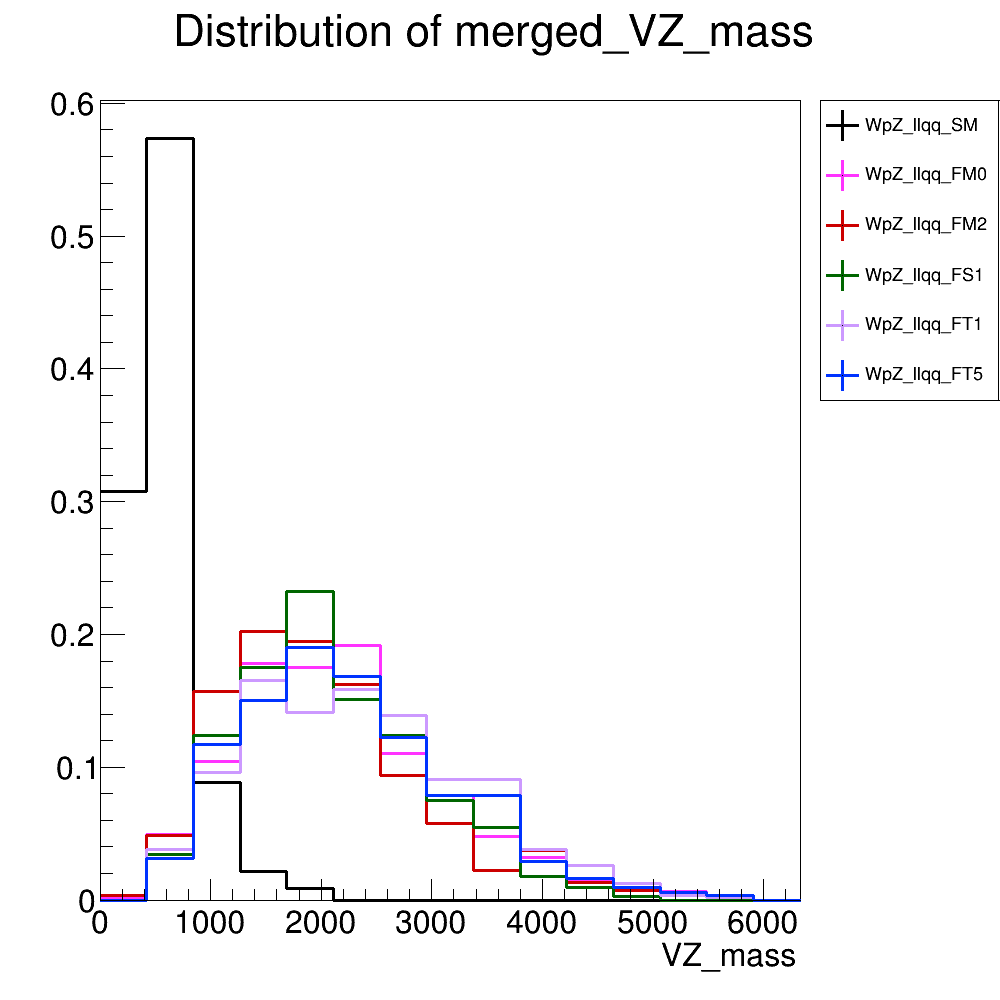 Distribution of merged_VZ_mass
0.6
0.5
0.4
0.3
0.2
0.1
0
0 1000 2000 3000 4000 5000 6000
VZ_mass
WpZ_llqq_SM
WpZ_llqq_FM0
WpZ_llqq_FM2
WpZ_llqq_FS1
WpZ_llqq_FT1
WpZ_llqq_FT5